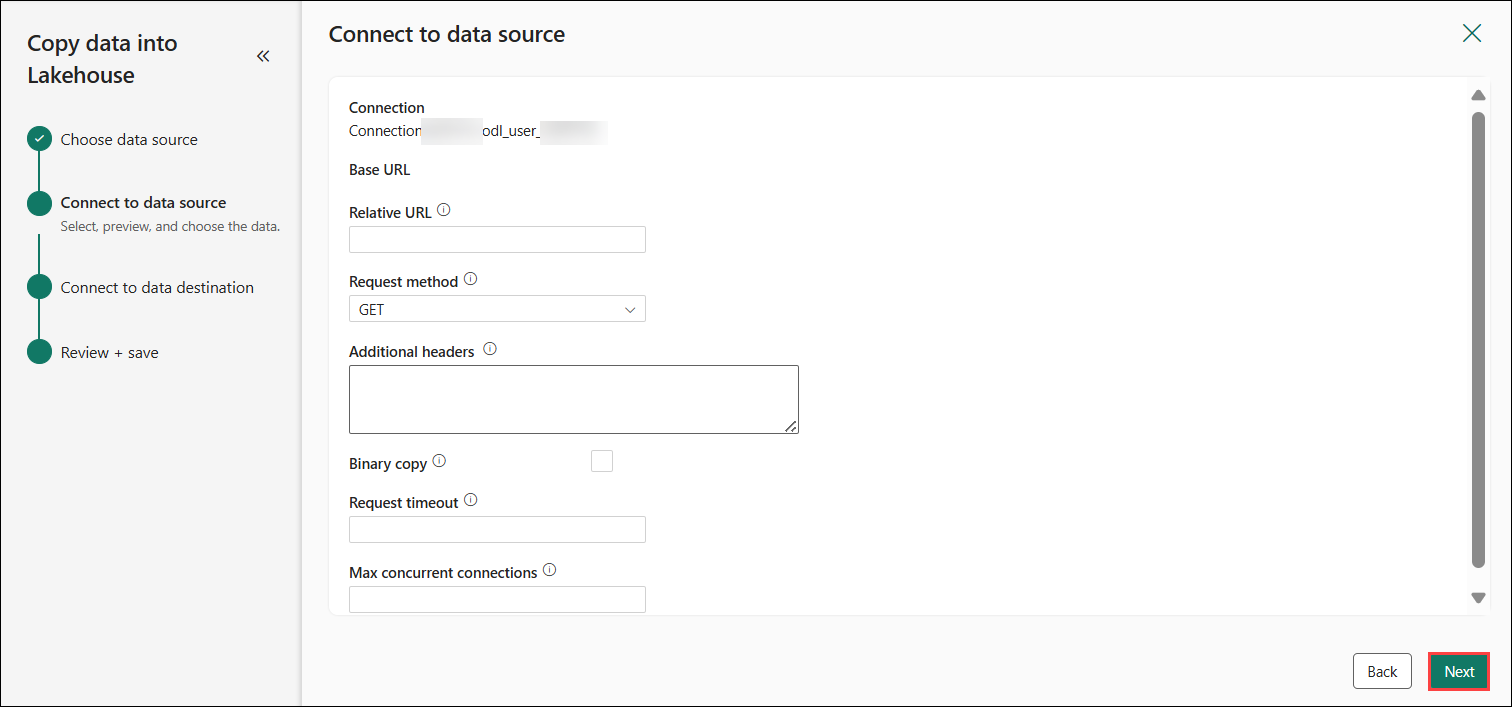 Copy data into
Lakehouse
Choose data source
Connect to data source
Select, preview, and choose the data.
Connect to data destination
Review + save
Connect to data source
Connection
Connection odl_user_
Base URL
Relative URL
Request method
GET
Additional headers
Binary copy
Request timeout
Max concurrent connections
Back
Next